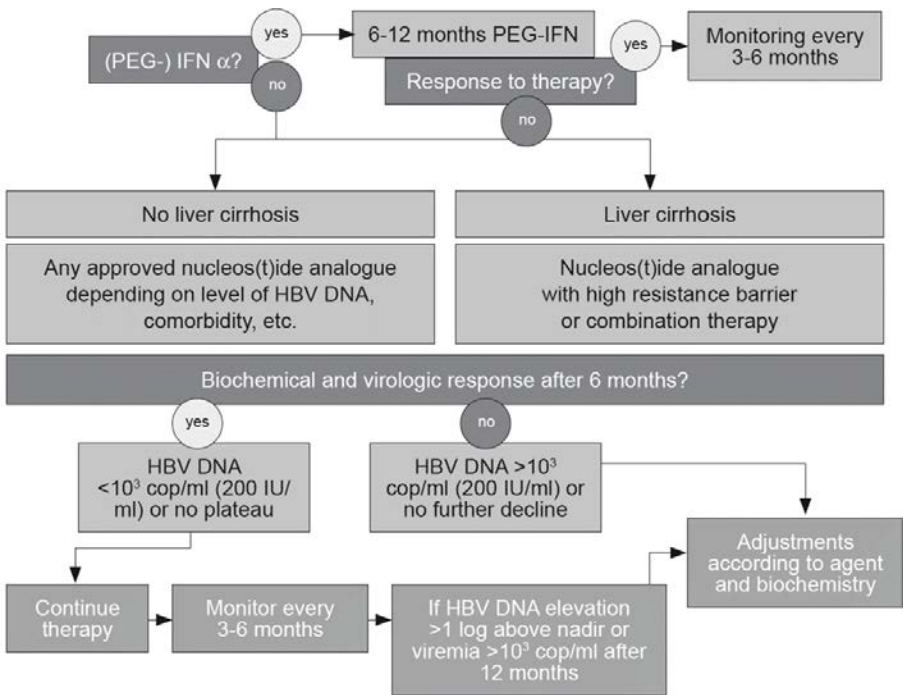 yes
6-12 months PEG-IFN
yes
Monitoring every
3-6 months
(PEG-) IFN α?
no
Response to therapy?
no
No liver cirrhosis
Liver cirrhosis
Any approved nucleos(t)ide analogue
depending on level of HBV DNA,
comorbidity, etc.
Nucleos(t)ide analogue
with high resistance barrier
or combination therapy
Biochemical and virologic response after 6 months?
yes
no
HBV DNA
<10³ cop/ml (200 IU/
ml) or no plateau
HBV DNA >10³
cop/ml (200 IU/ml) or
no further decline
Adjustments
according to agent
and biochemistry
Continue
therapy
Monitor every
3-6 months
If HBV DNA elevation
>1 log above nadir or
viremia >10³ cop/ml after
12 months